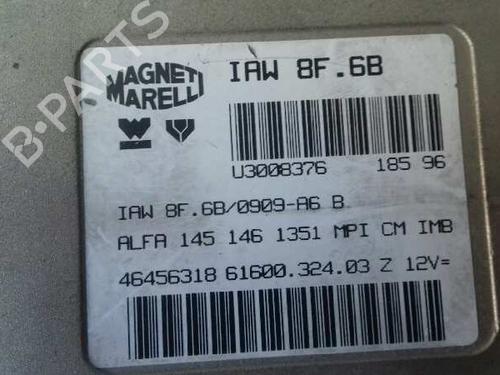 B-PARTS
MAGNETI MARELLI
IAW 8F.6B
U3008376 185 96
IAW 8F.6B/0909-A6 B
ALFA 145 146 1351 MPI CM IMB
46456318 61600.324.03 Z 12V=